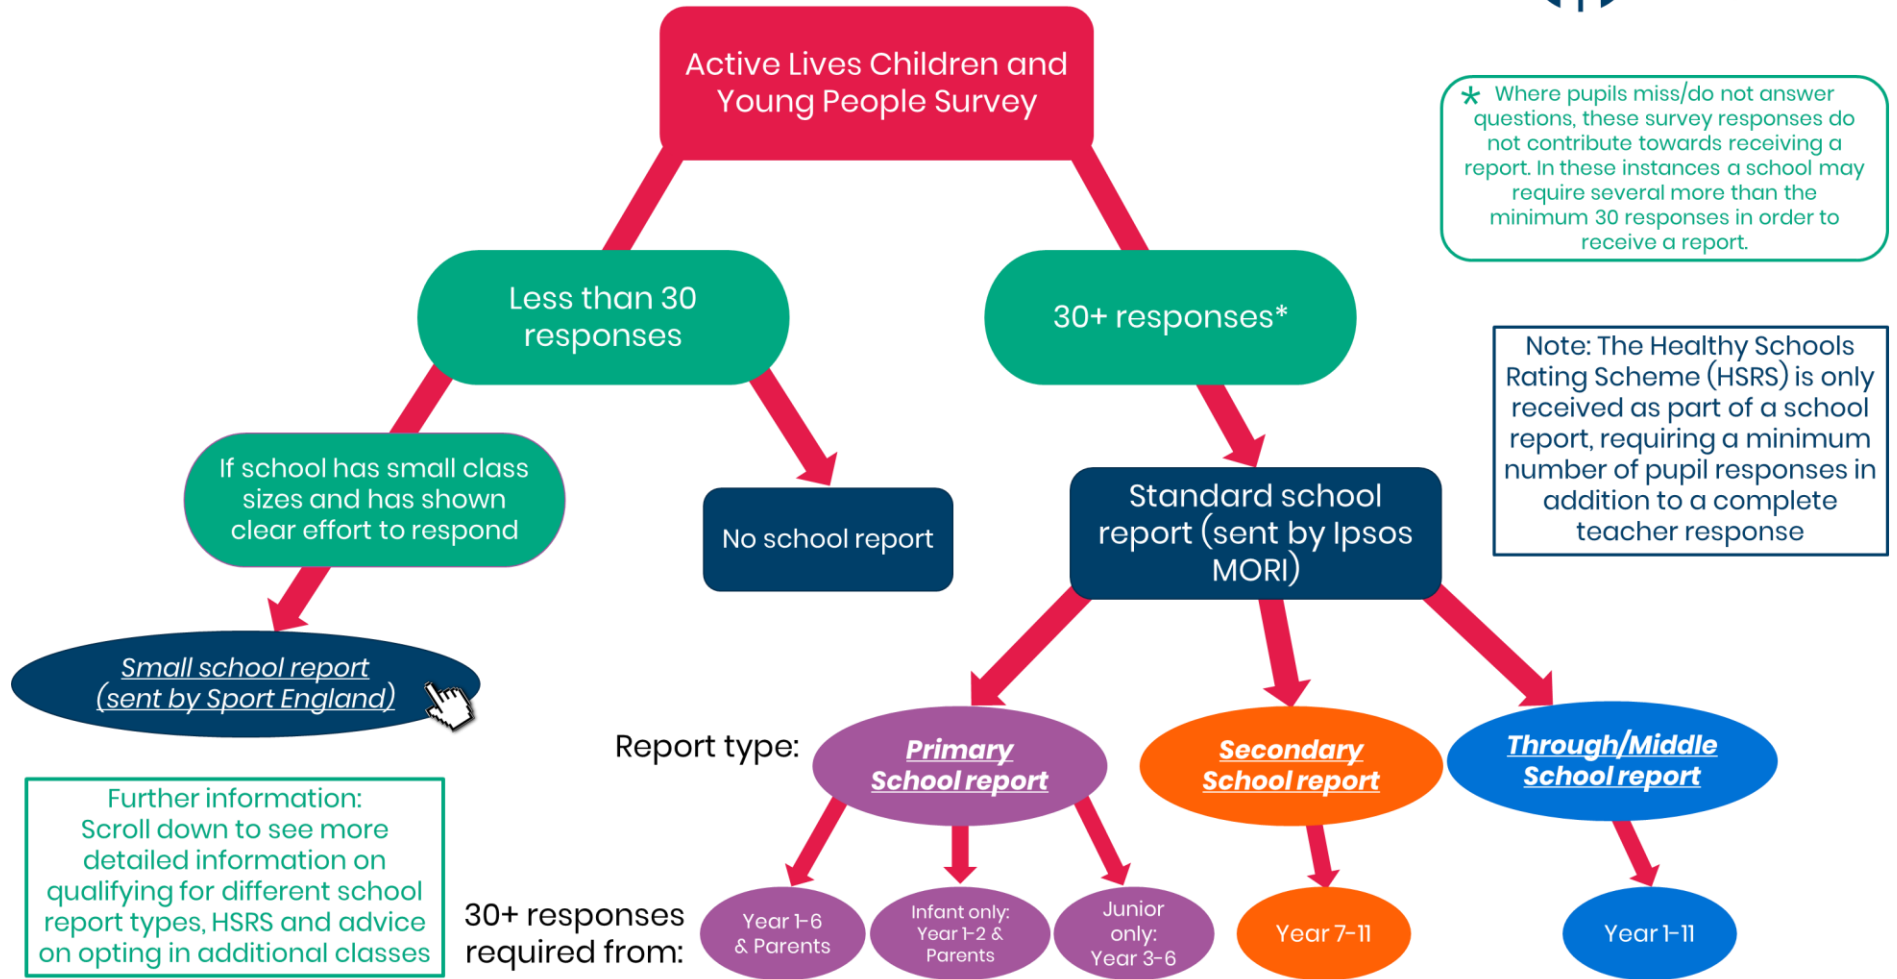 Active Lives Children and
Young People Survey
* Where pupils miss/do not answer
questions, these survey responses do
not contribute towards receiving a
report. In these instances a school may
require several more than the
minimum 30 responses in order to
receive a report.
Less than 30
responses
30+ responses*
Note: The Healthy Schools
Rating Scheme (HSRS) is only
received as part of a school
report, requiring a minimum
number of pupil responses in
addition to a complete
teacher response
If school has small class
sizes and has shown
clear effort to respond
No school report
Standard school
report (sent by Ipsos
MORI)
Small school report
(sent by Sport England)
Report type:
Primary
School report
Secondary
School report
Through/Middle
School report
Further information:
Scroll down to see more
detailed information on
qualifying for different school
report types, HSRS and advice
on opting in additional classes
30+ responses
required from:
Year 1-6
& Parents
Infant only:
Year 1-2 &
Parents
Junior
only:
Year 3-6
Year 7-11
Year 1-11